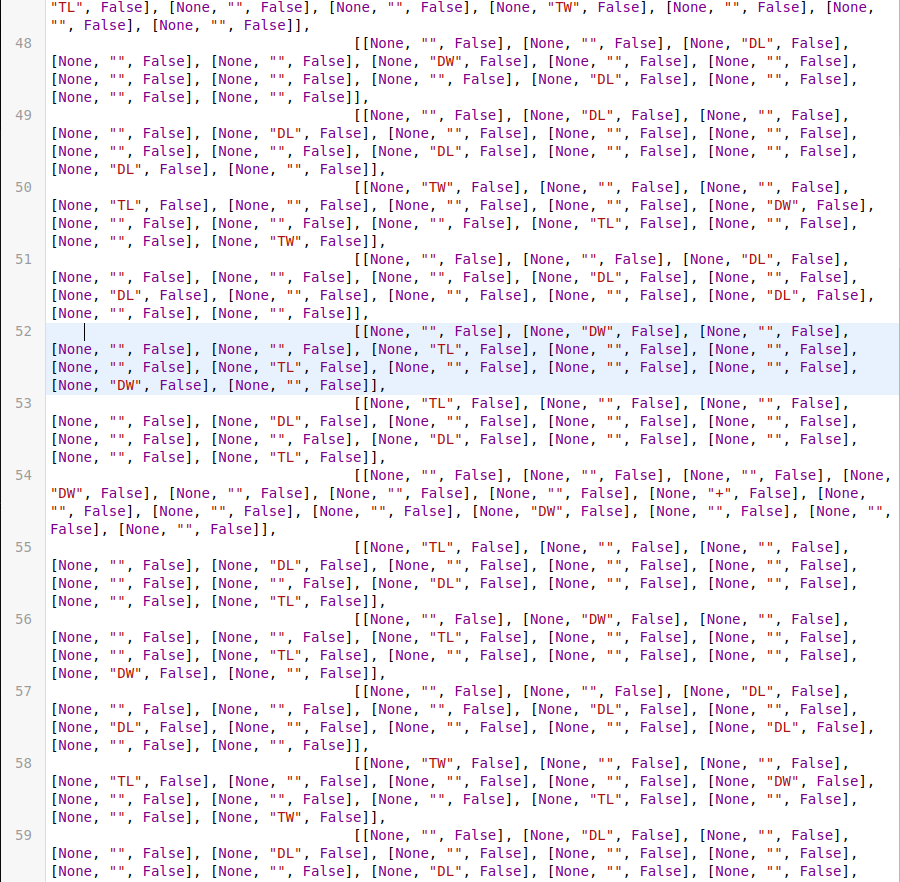 "TL", False], [None, "", False], [None, "", False], [None, "TW", False], [None, "", False], [None,
"", False], [None, "", False]],
48 [[None, "", False], [None, "", False], [None, "DL", False],
[None, "", False], [None, "", False], [None, "DW", False], [None, "", False], [None, "", False],
[None, "", False], [None, "", False], [None, "", False], [None, "DL", False], [None, "", False],
[None, "", False], [None, "", False]],
49 [[None, "", False], [None, "DL", False], [None, "", False],
[None, "", False], [None, "DL", False], [None, "", False], [None, "", False], [None, "", False],
[None, "", False], [None, "", False], [None, "DL", False], [None, "", False], [None, "", False],
[None, "DL", False], [None, "", False]],
50 [[None, "TW", False], [None, "", False], [None, "", False],
[None, "TL", False], [None, "", False], [None, "", False], [None, "", False], [None, "DW", False],
[None, "", False], [None, "", False], [None, "", False], [None, "TL", False], [None, "", False],
[None, "", False], [None, "TW", False]],
51 [[None, "", False], [None, "", False], [None, "DL", False],
[None, "", False], [None, "", False], [None, "", False], [None, "DL", False], [None, "", False],
[None, "DL", False], [None, "", False], [None, "", False], [None, "", False], [None, "DL", False],
[None, "", False], [None, "", False]],
52 [[None, "", False], [None, "DW", False], [None, "", False],
[None, "", False], [None, "", False], [None, "TL", False], [None, "", False], [None, "", False],
[None, "", False], [None, "TL", False], [None, "", False], [None, "", False], [None, "", False],
[None, "DW", False], [None, "", False]],
53 [[None, "TL", False], [None, "", False], [None, "", False],
[None, "", False], [None, "DL", False], [None, "", False], [None, "", False], [None, "", False],
[None, "", False], [None, "", False], [None, "DL", False], [None, "", False], [None, "", False],
[None, "", False], [None, "TL", False]],
54 [[None, "", False], [None, "", False], [None, "", False], [None,
"DW", False], [None, "", False], [None, "", False], [None, "", False], [None, "+", False], [None,
"", False], [None, "", False], [None, "", False], [None, "DW", False], [None, "", False], [None, "",
False], [None, "", False]],
55 [[None, "TL", False], [None, "", False], [None, "", False],
[None, "", False], [None, "DL", False], [None, "", False], [None, "", False], [None, "", False],
[None, "", False], [None, "", False], [None, "DL", False], [None, "", False], [None, "", False],
[None, "", False], [None, "TL", False]],
56 [[None, "", False], [None, "DW", False], [None, "", False],
[None, "", False], [None, "", False], [None, "TL", False], [None, "", False], [None, "", False],
[None, "", False], [None, "TL", False], [None, "", False], [None, "", False], [None, "", False],
[None, "DW", False], [None, "", False]],
57 [[None, "", False], [None, "", False], [None, "DL", False],
[None, "", False], [None, "", False], [None, "", False], [None, "DL", False], [None, "", False],
[None, "DL", False], [None, "", False], [None, "", False], [None, "", False], [None, "DL", False],
[None, "", False], [None, "", False]],
58 [[None, "TW", False], [None, "", False], [None, "", False],
[None, "TL", False], [None, "", False], [None, "", False], [None, "", False], [None, "DW", False],
[None, "", False], [None, "", False], [None, "", False], [None, "TL", False], [None, "", False],
[None, "", False], [None, "TW", False]],
59 [[None, "", False], [None, "DL", False], [None, "", False],
[None, "", False], [None, "DL", False], [None, "", False], [None, "", False], [None, "", False],
[None, "", False], [None, "", False], [None, "DL", False], [None, "", False], [None, "", False],